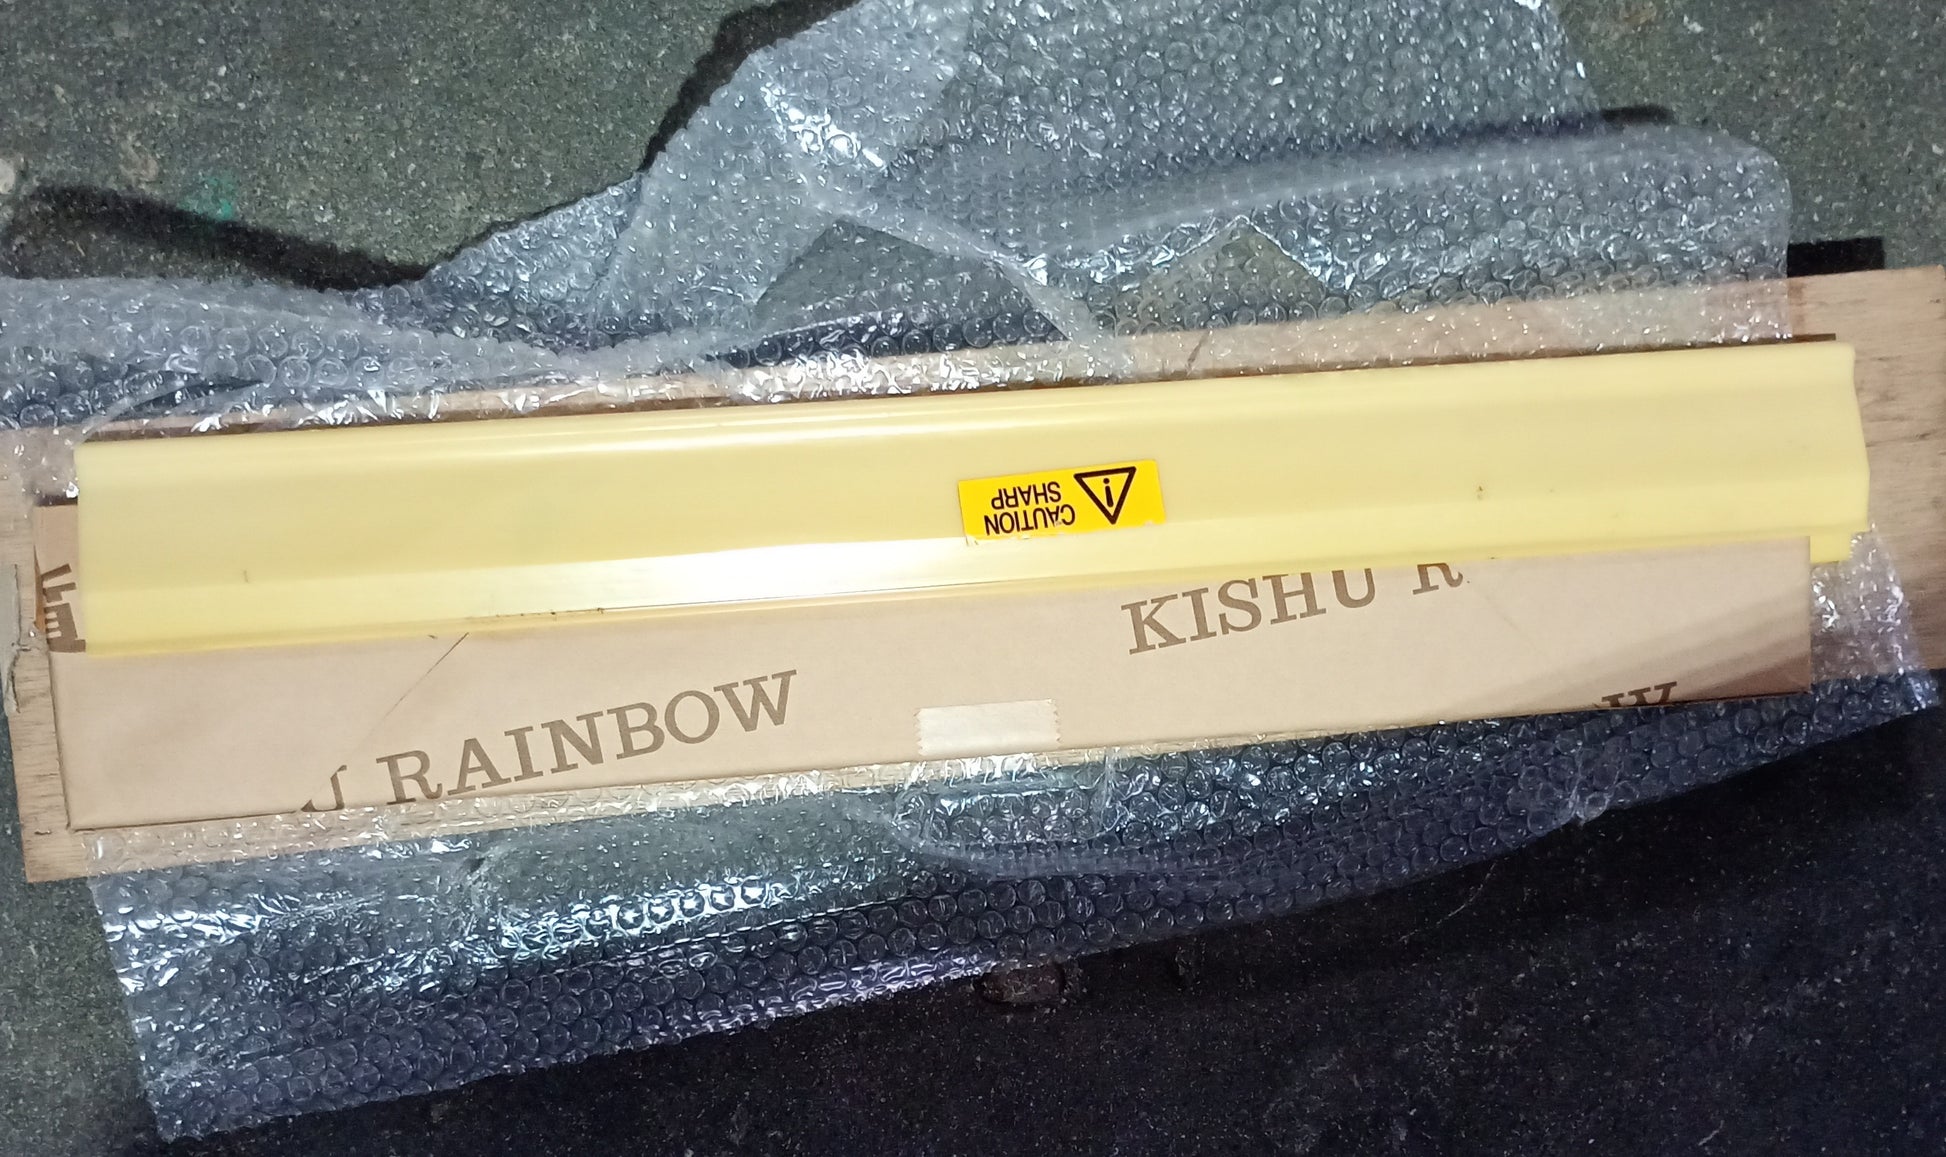 CAUTION
SHARP
KISHU R
U RAINBOW
W